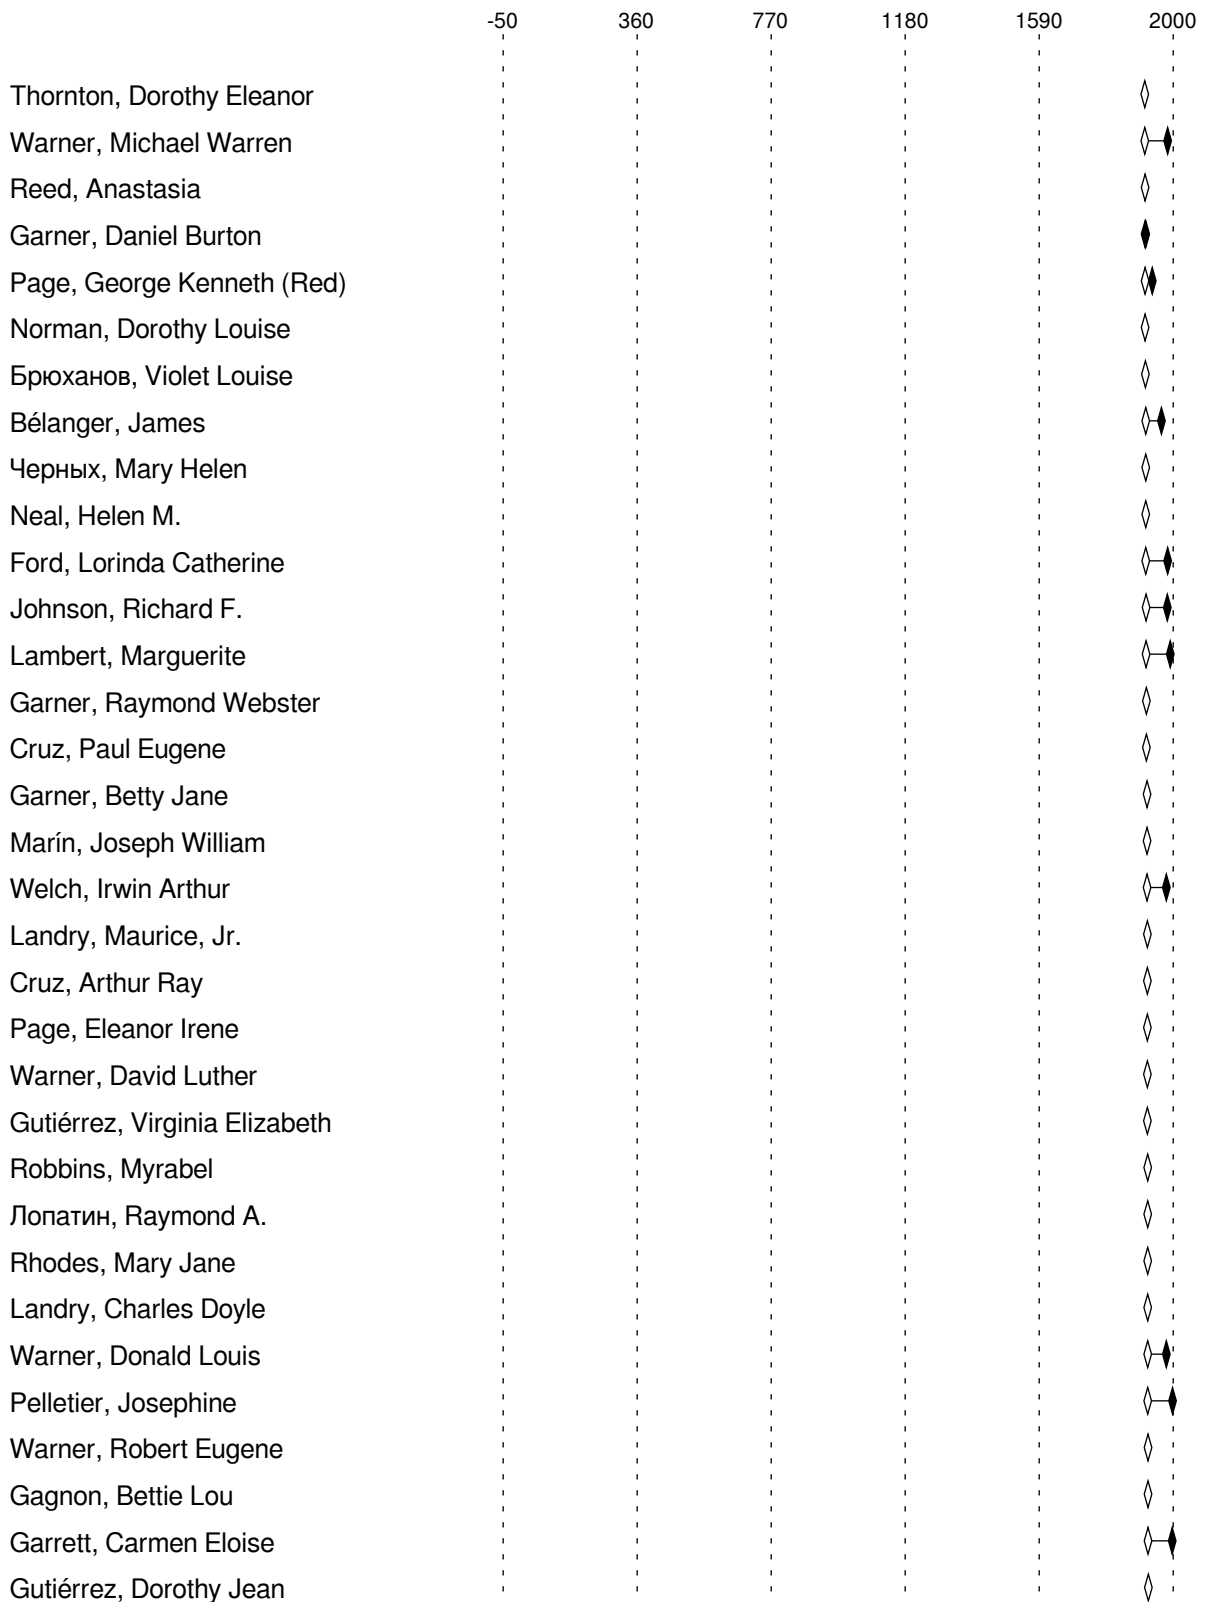 -50 360 770 1180 1590 2000
Thornton, Dorothy Eleanor
Warner, Michael Warren
Reed, Anastasia
Garner, Daniel Burton
Page, George Kenneth (Red)
Norman, Dorothy Louise
Брюханов, Violet Louise
Bélanger, James
Черных, Mary Helen
Neal, Helen M.
Ford, Lorinda Catherine
Johnson, Richard F.
Lambert, Marguerite
Garner, Raymond Webster
Cruz, Paul Eugene
Garner, Betty Jane
Marín, Joseph William
Welch, Irwin Arthur
Landry, Maurice, Jr.
Cruz, Arthur Ray
Page, Eleanor Irene
Warner, David Luther
Gutiérrez, Virginia Elizabeth
Robbins, Myrabel
Лопатин, Raymond A.
Rhodes, Mary Jane
Landry, Charles Doyle
Warner, Donald Louis
Pelletier, Josephine
Warner, Robert Eugene
Gagnon, Bettie Lou
Garrett, Carmen Eloise
Gutiérrez, Dorothy Jean